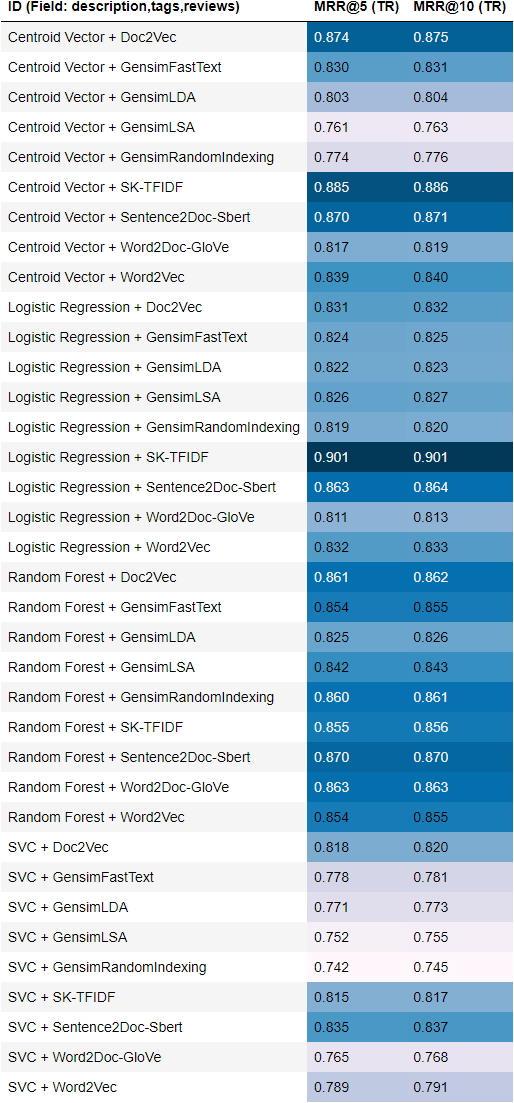 ID (Field: description,tags,reviews) MRR@5 (TR) MRR@10 (TR)
Centroid Vector + Doc2Vec 0.874 0.875
Centroid Vector + GensimFastText 0.830 0.831
Centroid Vector + GensimLDA 0.803 0.804
Centroid Vector + GensimLSA 0.761 0.763
Centroid Vector + GensimRandomIndexing 0.774 0.776
Centroid Vector + SK-TFIDF 0.885 0.886
Centroid Vector + Sentence2Doc-Sbert 0.870 0.871
Centroid Vector + Word2Doc-GloVe 0.817 0.819
Centroid Vector + Word2Vec 0.839 0.840
Logistic Regression + Doc2Vec 0.831 0.832
Logistic Regression + GensimFastText 0.824 0.825
Logistic Regression + GensimLDA 0.822 0.823
Logistic Regression + GensimLSA 0.826 0.827
Logistic Regression + GensimRandomIndexing 0.819 0.820
Logistic Regression + SK-TFIDF 0.901 0.901
Logistic Regression + Sentence2Doc-Sbert 0.863 0.864
Logistic Regression + Word2Doc-GloVe 0.811 0.813
Logistic Regression + Word2Vec 0.832 0.833
Random Forest + Doc2Vec 0.861 0.862
Random Forest + GensimFastText 0.854 0.855
Random Forest + GensimLDA 0.825 0.826
Random Forest + GensimLSA 0.842 0.843
Random Forest + GensimRandomIndexing 0.860 0.861
Random Forest + SK-TFIDF 0.855 0.856
Random Forest + Sentence2Doc-Sbert 0.870 0.870
Random Forest + Word2Doc-GloVe 0.863 0.863
Random Forest + Word2Vec 0.854 0.855
SVC + Doc2Vec 0.818 0.820
SVC + GensimFastText 0.778 0.781
SVC + GensimLDA 0.771 0.773
SVC + GensimLSA 0.752 0.755
SVC + GensimRandomIndexing 0.742 0.745
SVC + SK-TFIDF 0.815 0.817
SVC + Sentence2Doc-Sbert 0.835 0.837
SVC + Word2Doc-GloVe 0.765 0.768
SVC + Word2Vec 0.789 0.791